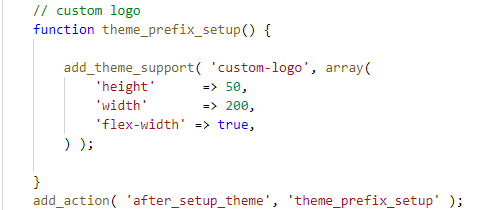 // custom logo
function theme_prefix_setup() {
add_theme_support( 'custom-logo', array(
'height' => 50,
'width' => 200,
'flex-width' => true,
) );
}
add_action( 'after_setup_theme', 'theme_prefix_setup' );